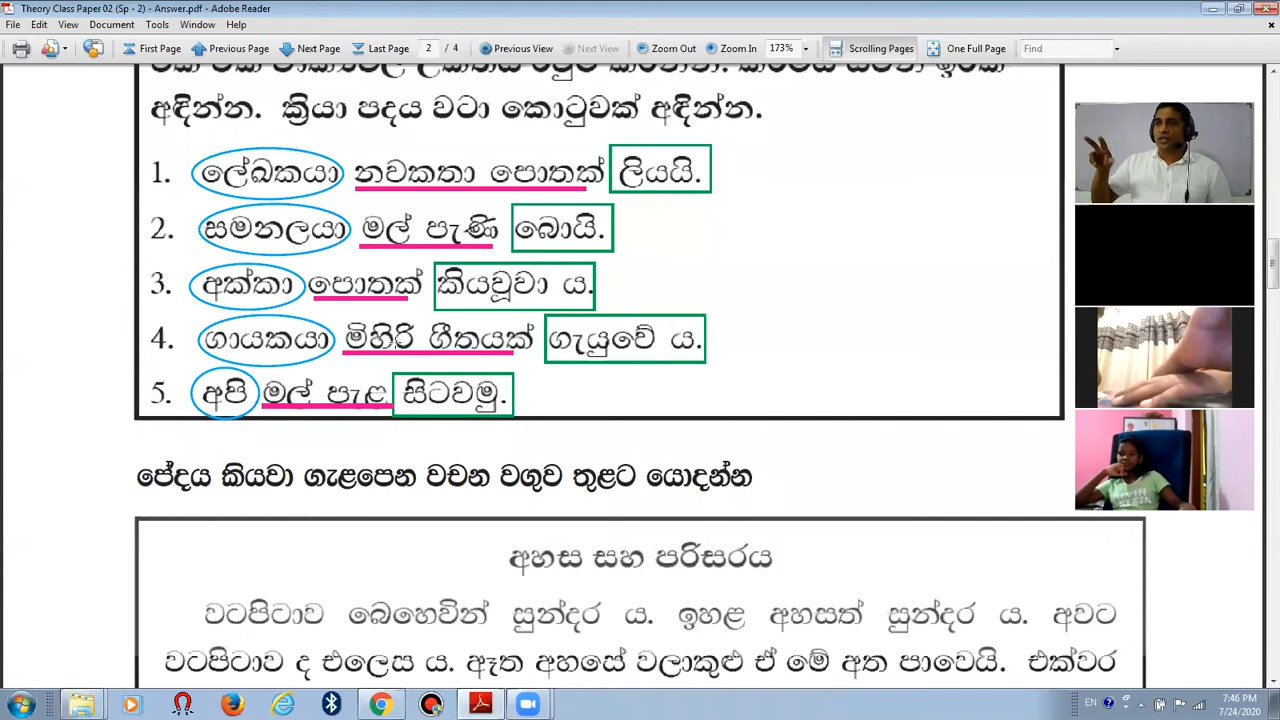 Theory Class Paper 02 (Sp - 2) - Answer.pdf - Adobe Reader
File Edit View Document Tools Window Help
First Page Previous Page Next Page Last Page 2 / 4 Previous View Next View Zoom Out Zoom In 173% Scrolling Pages One Full Page Find
අඳින්න. ක්‍රියා පදය වටා කොටුවක් අඳින්න.
1. ලේඛකයා නවකතා පොතක් ලියයි.
2. සමනලයා මල් පැණි බොයි.
3. අක්කා පොතක් කියවූවා ය.
4. ගායකයා මිහිරි ගීතයක් ගැයුවේ ය.
5. අපි මල් පැළ සිටවමු.
ජේදය කියවා ගැළපෙන වචන වගුව තුළට යොදන්න
අහස සහ පරිසරය
වටපිටාව බෙහෙවින් සුන්දර ය. ඉහළ අහසත් සුන්දර ය. අවට
වටපිටාව ද එලෙස ය. ඈත අහසේ වලාකුළු ඒ මේ අත පාවෙයි. එක්වර
EN 7:46 PM
7/24/2020